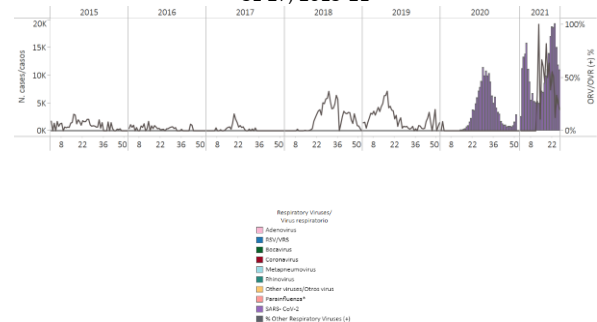 2015 2016 2017 2018 2019 2020 2021
20K 100%
15K
10K 50%
5K
0K 0%
N. cases/casos
ORV/OVR (+) %
8 22 36 50 8 22 36 50 8 22 36 50 8 22 36 50 8 22 36 50 8 22 36 50 8 22
Respiratory Viruses/
Virus respiratorio
Adenovirus
RSV/VRS
Bocavirus
Coronavirus
Metapneumovirus
Rhinovirus
Other viruses/Otros virus
Parainfluenza*
SARS- CoV-2
% Other Respiratory Viruses (+)